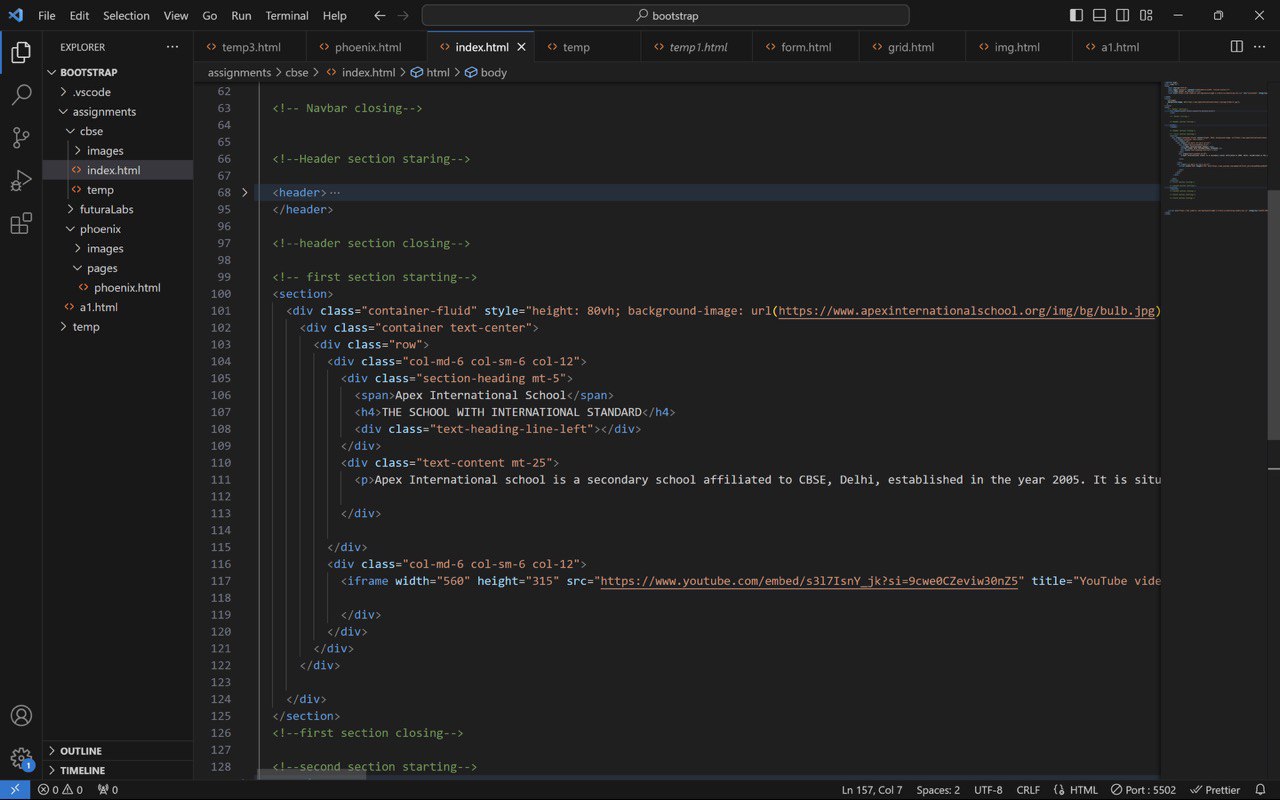 File Edit Selection View Go Run Terminal Help
bootstrap
EXPLORER
BOOTSTRAP
.vscode
assignments
cbse
images
index.html
temp
futuraLabs
phoenix
images
pages
phoenix.html
a1.html
temp
OUTLINE
TIMELINE
temp3.html phoenix.html index.html temp temp1.html form.html grid.html img.html a1.html
assignments > cbse > index.html > html > body
62
63 <!-- Navbar closing-->
64
65
66 <!--Header section staring-->
67
68 <header> ···
95 </header>
96
97 <!--header section closing-->
98
99 <!-- first section starting-->
100 <section>
101 <div class="container-fluid" style="height: 80vh; background-image: url(https://www.apexinternationalschool.org/img/bg/bulb.jpg)
102 <div class="container text-center">
103 <div class="row">
104 <div class="col-md-6 col-sm-6 col-12">
105 <div class="section-heading mt-5">
106 <span>Apex International School</span>
107 <h4>THE SCHOOL WITH INTERNATIONAL STANDARD</h4>
108 <div class="text-heading-line-left"></div>
109 </div>
110 <div class="text-content mt-25">
111 <p>Apex International school is a secondary school affiliated to CBSE, Delhi, established in the year 2005. It is situ
112
113 </div>
114
115 </div>
116 <div class="col-md-6 col-sm-6 col-12">
117 <iframe width="560" height="315" src="https://www.youtube.com/embed/s3l7IsnY_jk?si=9cwe0CZeviw30nZ5" title="YouTube vide
118
119 </div>
120 </div>
121 </div>
122 </div>
123
124 </div>
125 </section>
126 <!--first section closing-->
127
128 <!--second section starting-->
1
0 0 0 Ln 157, Col 7 Spaces: 2 UTF-8 CRLF HTML Port : 5502 Prettier